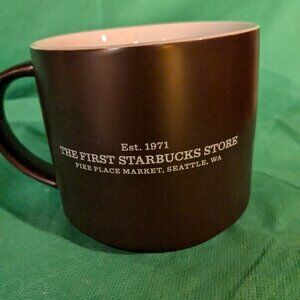 Est. 1971
THE FIRST STARBUCKS STORE
PIKE PLACE MARKET, SEATTLE, WA